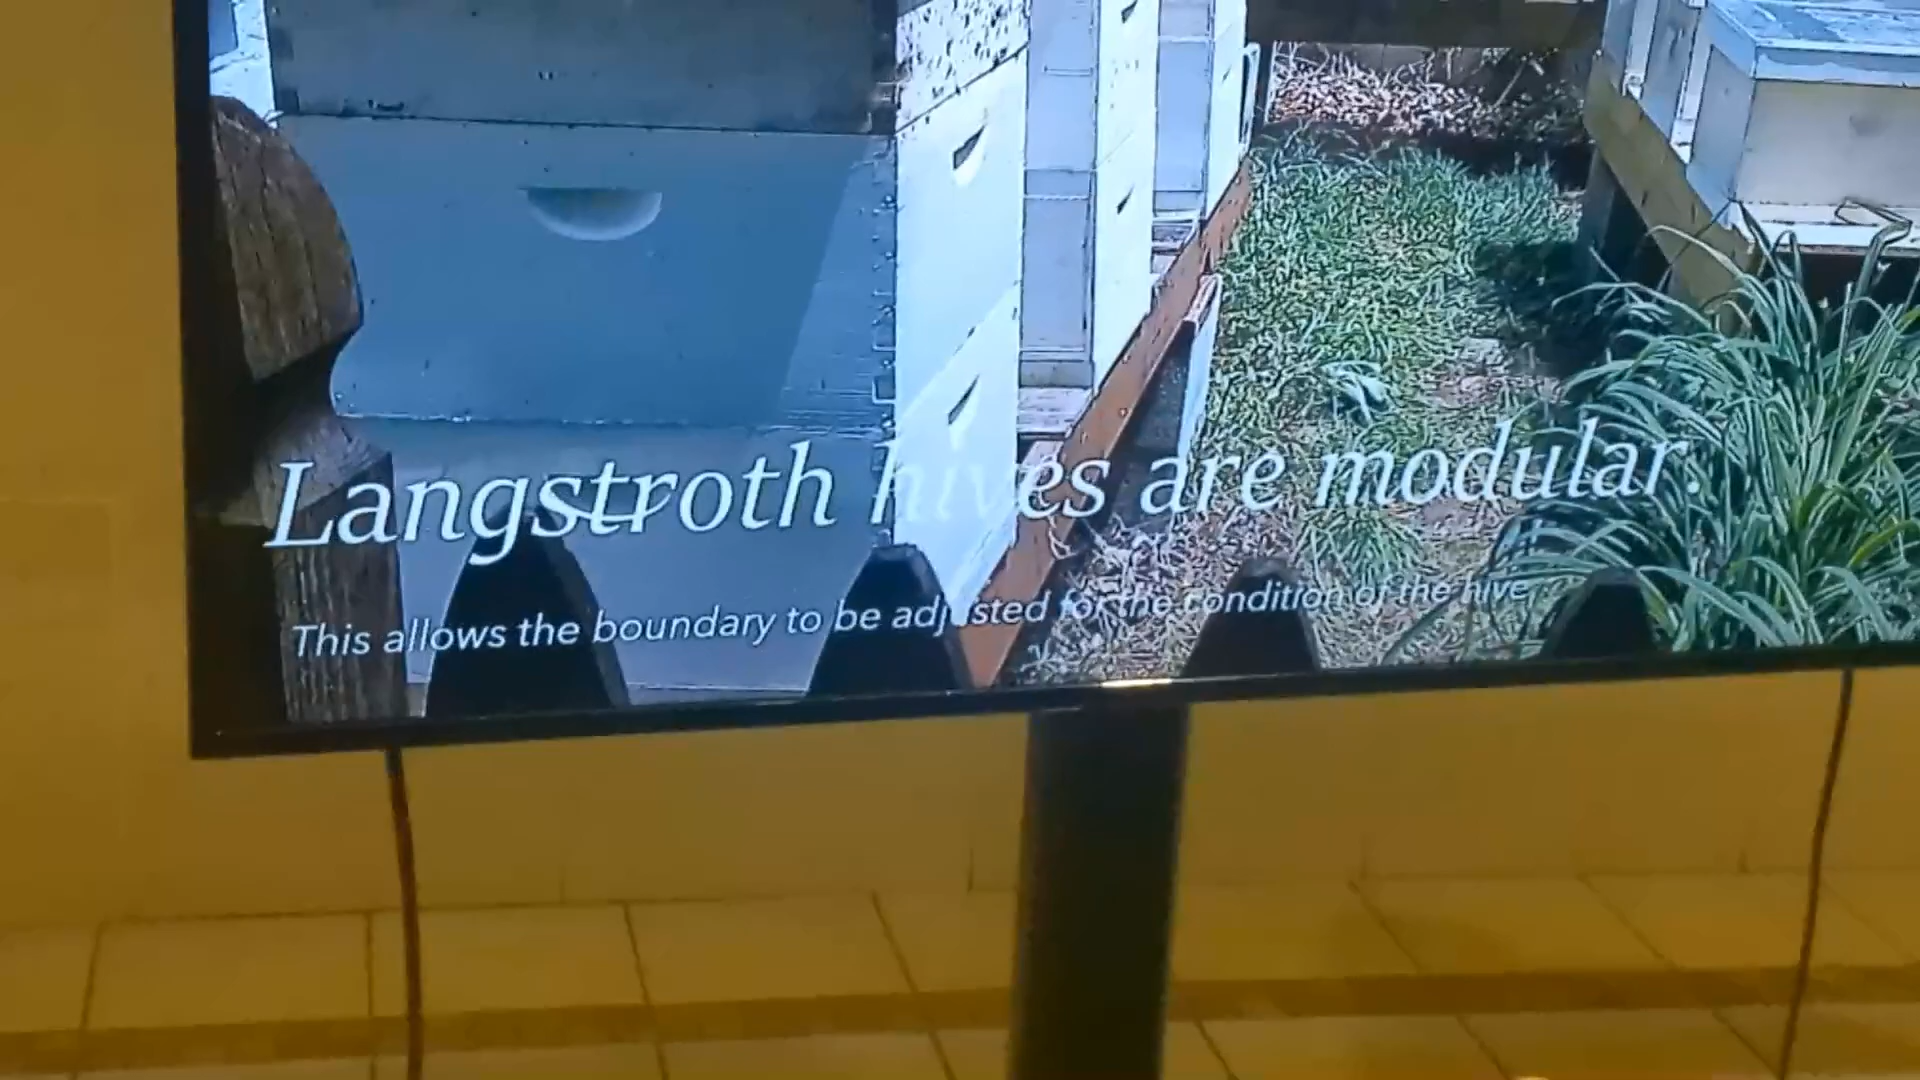 Langstroth hives are modular.
This allows the boundary to be adjusted for the condition of the hive